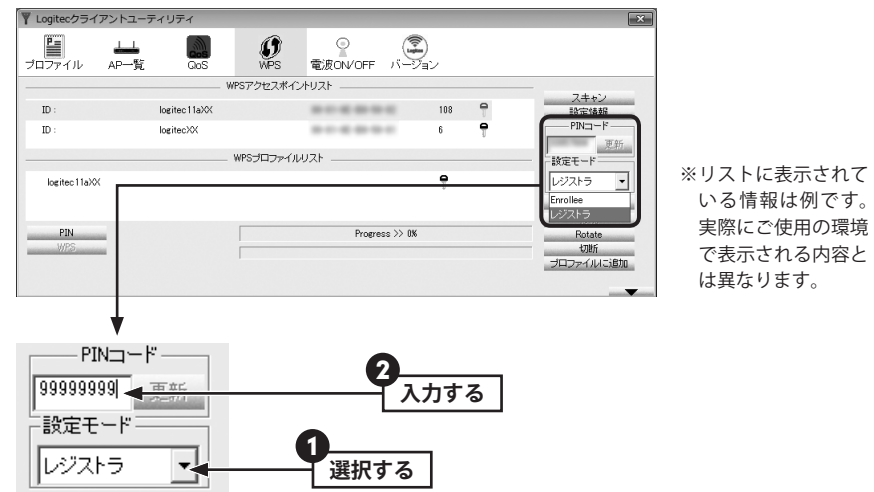 Logitecクライアントユーティリティ
プロファイル
AP一覧
QoS
WPS
電波ON/OFF
バージョン
WPSアクセスポイントリスト
ID :
logitec11aXX
108
ID :
logitecXX
6
WPSプロファイルリスト
logitec11aXX
スキャン
設定情報
PINコード
更新
設定モード
レジストラ
Enrollee
レジストラ
PIN
WPS
Progress >> 0%
Rotate
切断
プロファイルに追加
※リストに表示されて
いる情報は例です。
実際にご使用の環境
で表示される内容と
は異なります。
PINコード
99999999
更新
❷
入力する
設定モード
レジストラ
❶
選択する